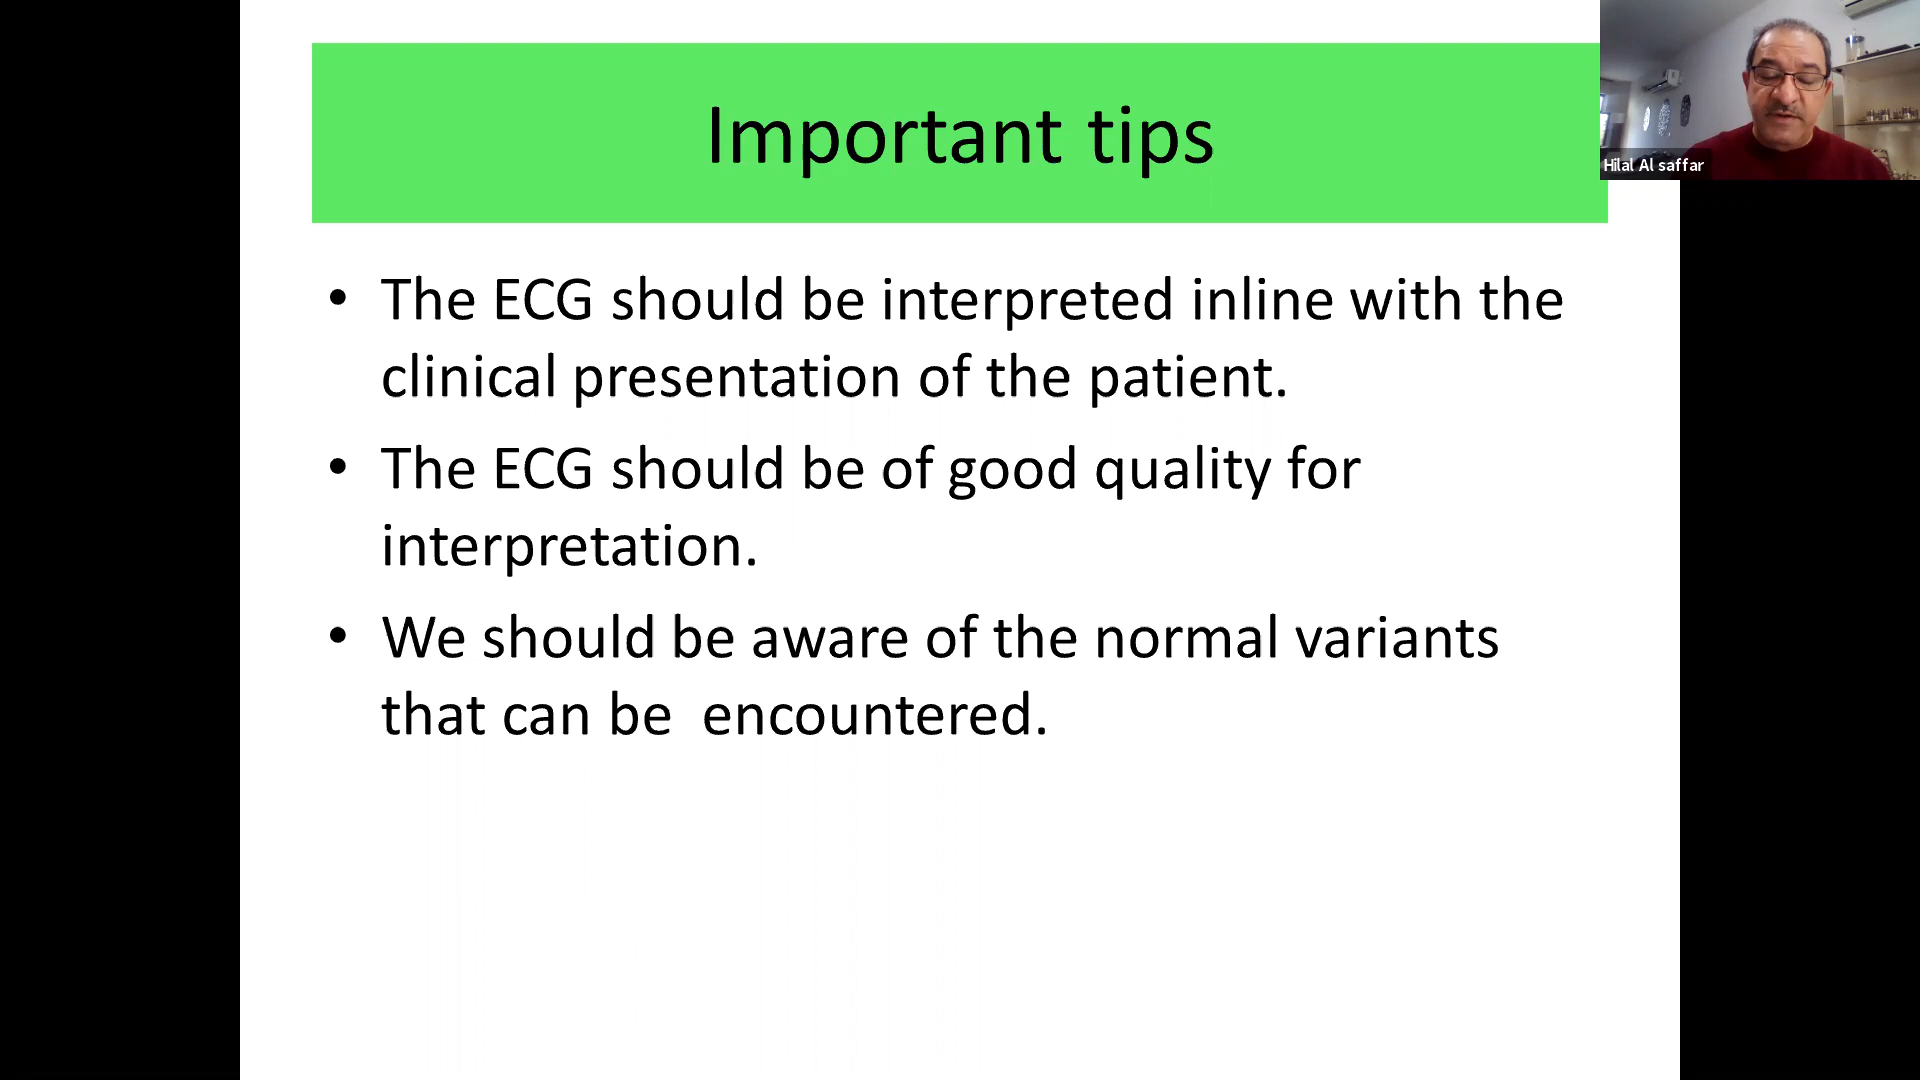 Important tips
Hilal Al saffar
• The ECG should be interpreted inline with the
clinical presentation of the patient.
• The ECG should be of good quality for
interpretation.
• We should be aware of the normal variants
that can be  encountered.